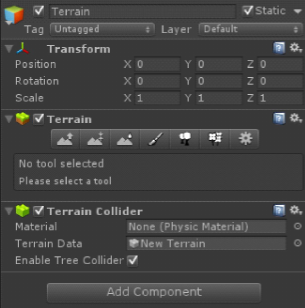 Terrain Static
Tag Untagged Layer Default
Transform
Position X 0 Y 0 Z 0
Rotation X 0 Y 0 Z 0
Scale X 1 Y 1 Z 1
Terrain
No tool selected
Please select a tool
Terrain Collider
Material None (Physic Material)
Terrain Data New Terrain
Enable Tree Collider
Add Component